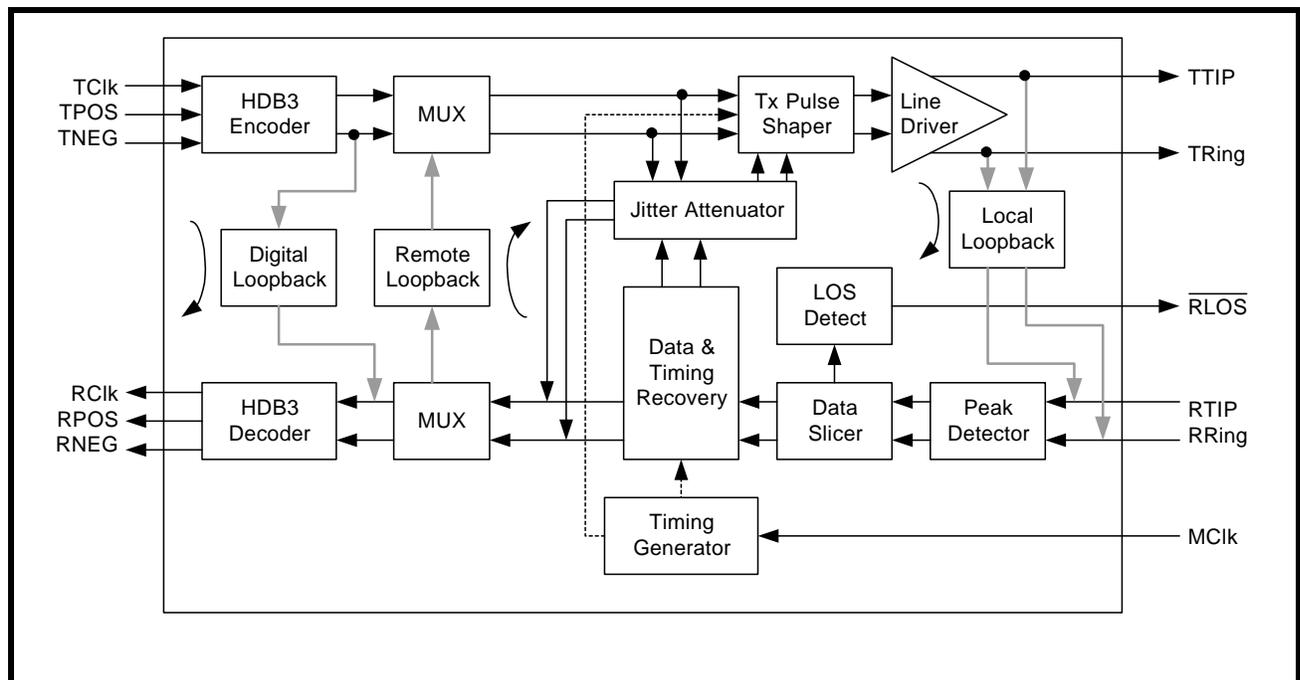 TClk
TPOS
TNEG
HDB3
Encoder
MUX
Tx Pulse
Shaper
Line
Driver
TTIP
TRing
Jitter Attenuator
Local
Loopback
Digital
Loopback
Remote
Loopback
LOS
Detect
RLOS
Data &
Timing
Recovery
RClk
RPOS
RNEG
HDB3
Decoder
MUX
Data
Slicer
Peak
Detector
RTIP
RRing
Timing
Generator
MClk